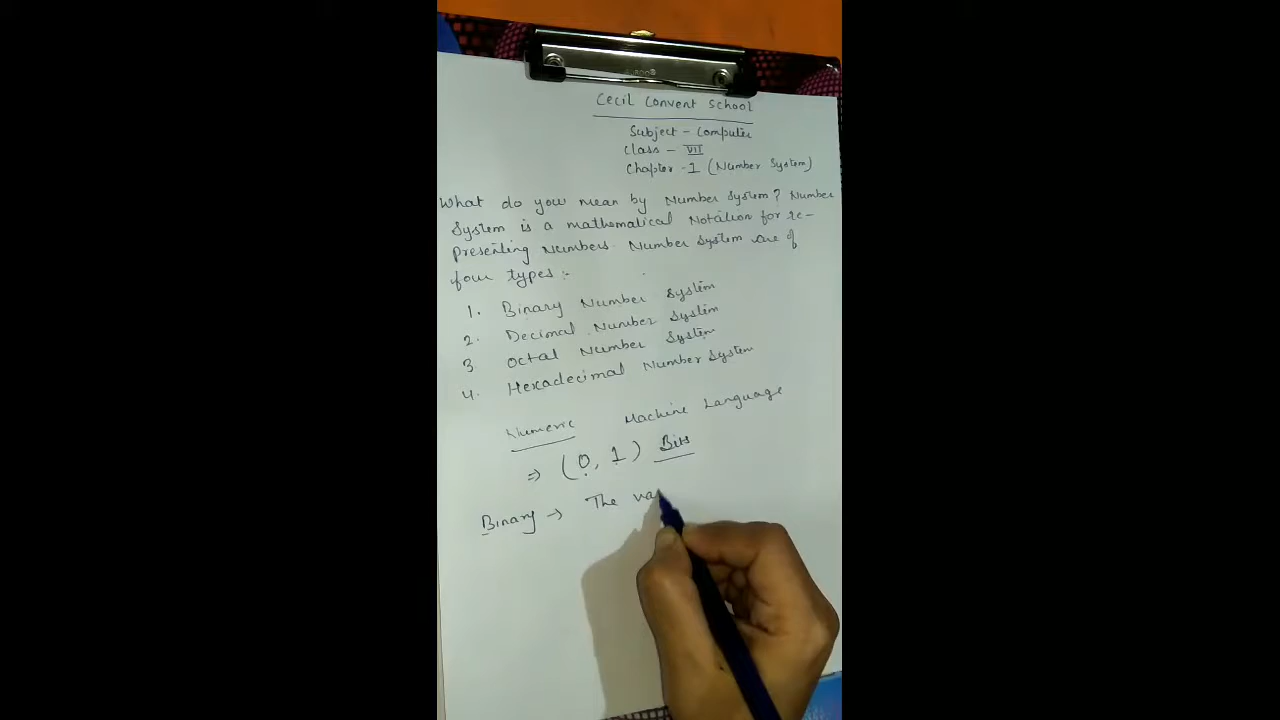 Cecil Convent School
Subject - Computer
Class - VII
Chapter - 1 (Number System)
What do you mean by Number System? Number
System is a mathematical Notation for re-
presenting Numbers. Number System are of
four types :-
1. Binary Number System
2. Decimal Number System
3 Octal Number System
4. Hexadecimal Number System
Numeric Machine Language
⇒ (0, 1) Bits
Binary → The va